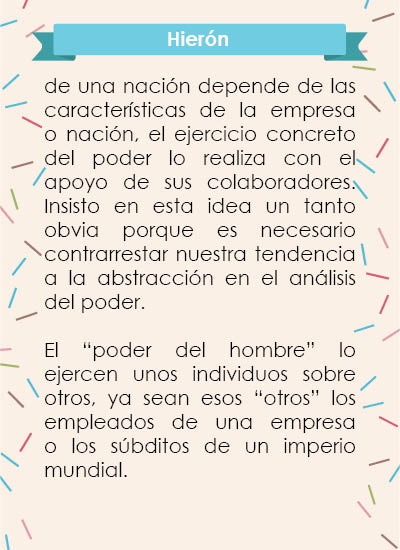 Hierón
de una nación depende de las
características de la empresa
o nación, el ejercicio concreto
del poder lo realiza con el
apoyo de sus colaboradores.
Insisto en esta idea un tanto
obvia porque es necesario
contrarrestar nuestra tendencia
a la abstracción en el análisis
del poder.
El “poder del hombre” lo
ejercen unos individuos sobre
otros, ya sean esos “otros” los
empleados de una empresa
o los súbditos de un imperio
mundial.